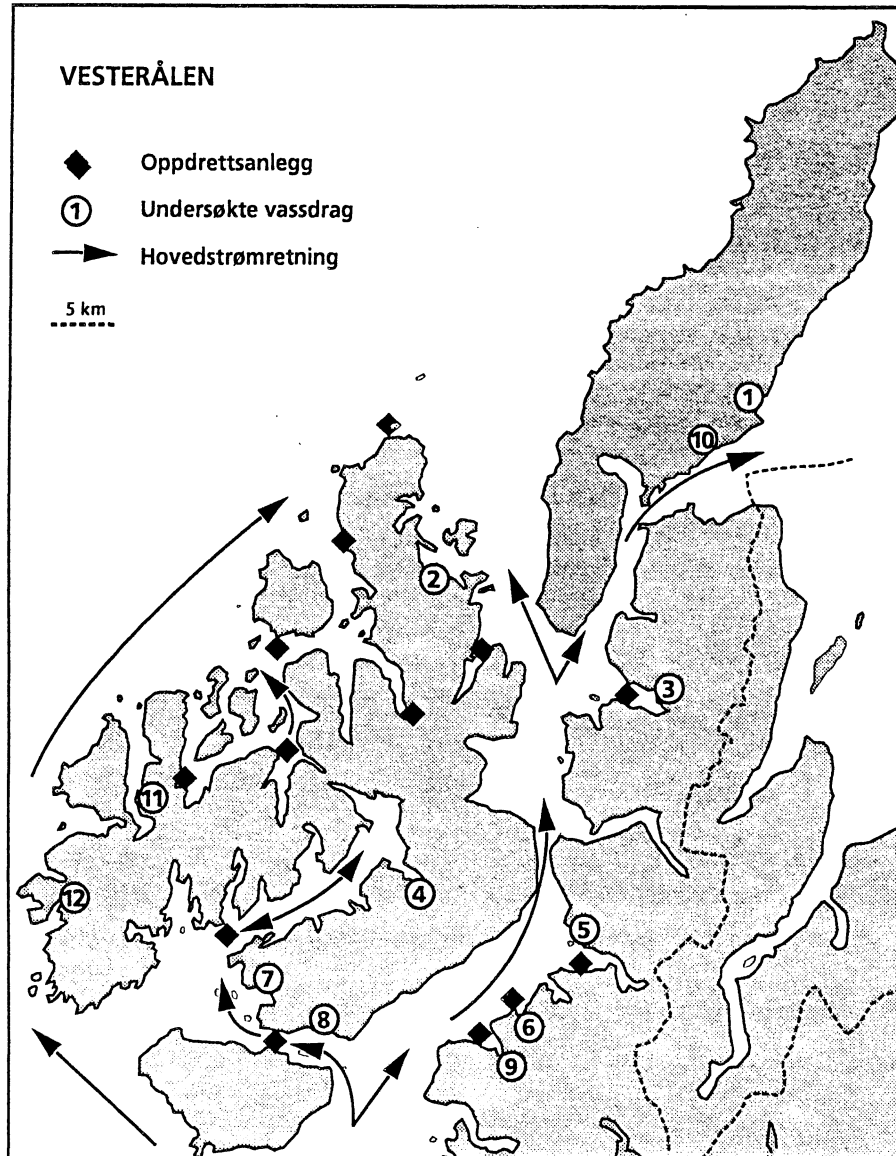 VESTERÅLEN
Oppdrettsanlegg
1 Undersøkte vassdrag
Hovedstrømretning
5 km
1
10
2
3
11
4
12
5
7
8
6
9